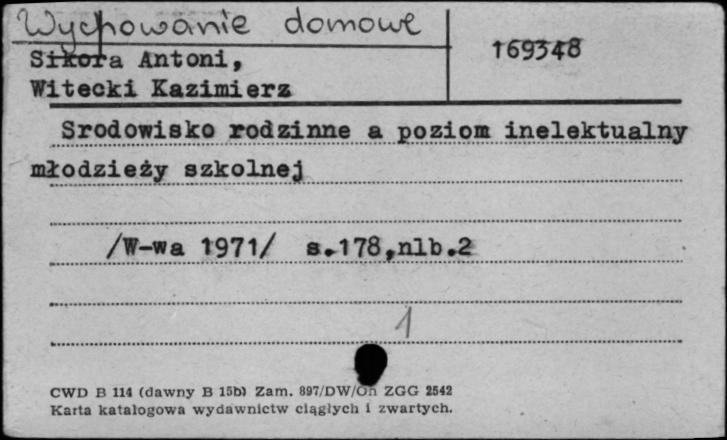 Wychowanie domowe
169348
Sikora Antoni,
Witecki Kazimierz
Srodowisko rodzinne a poziom inelektualny
młodzieży szkolnej
/W-wa 1971/ s.178,nlb.2
1
CWD B 114 (dawny B 15b) Zam. 897/DW/On ZGG 2542
Karta katalogowa wydawnictw ciągłych i zwartych.